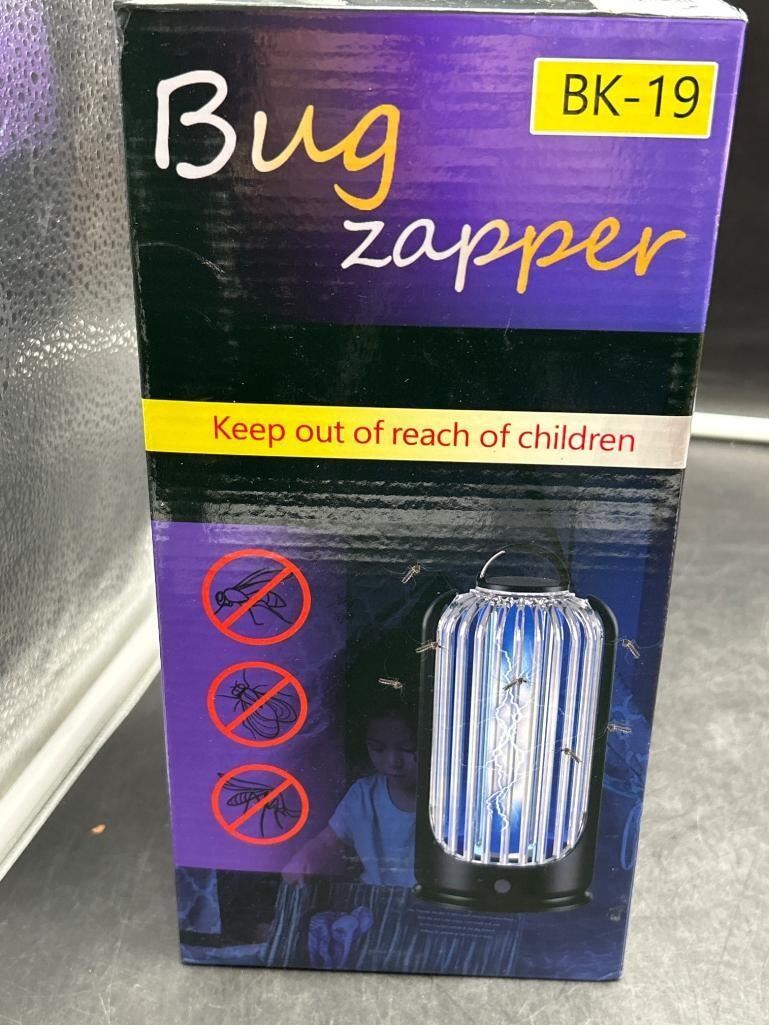 Bug
BK-19
zapper
Keep out of reach of children